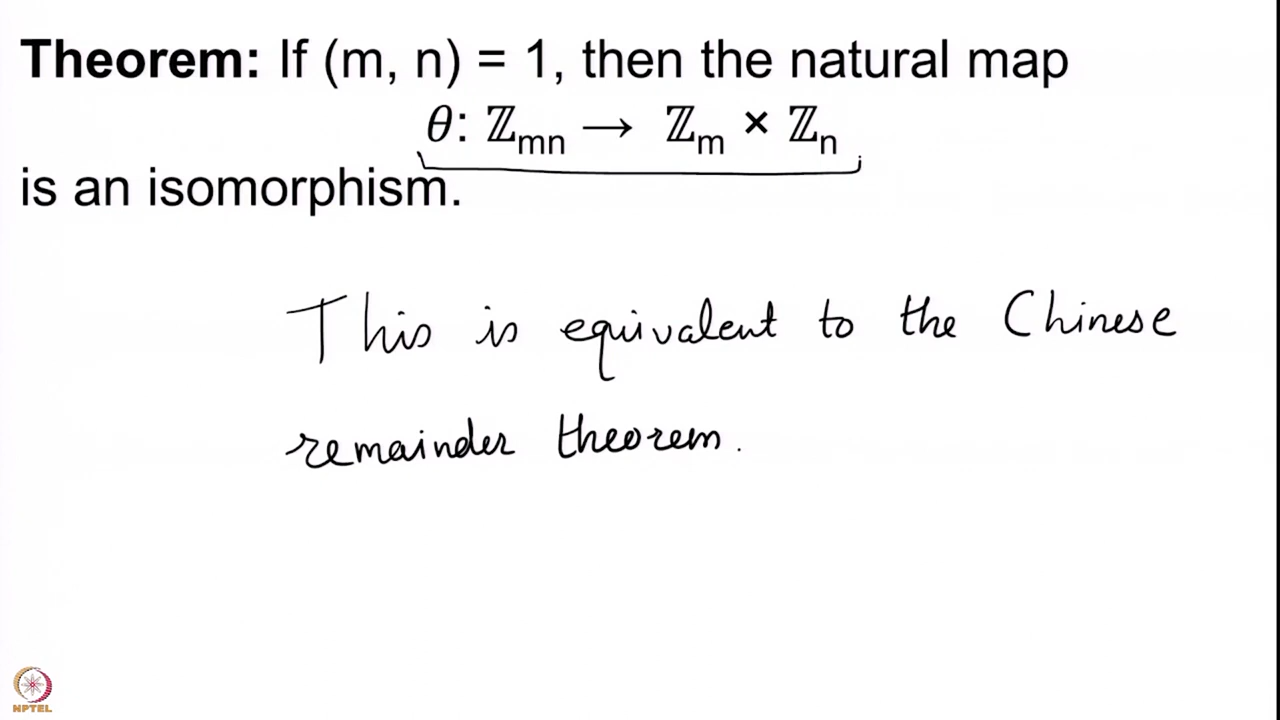 Theorem: If (m, n) = 1, then the natural map
θ: ℤₘₙ → ℤₘ × ℤₙ
is an isomorphism.
This is equivalent to the Chinese
remainder theorem.
NPTEL